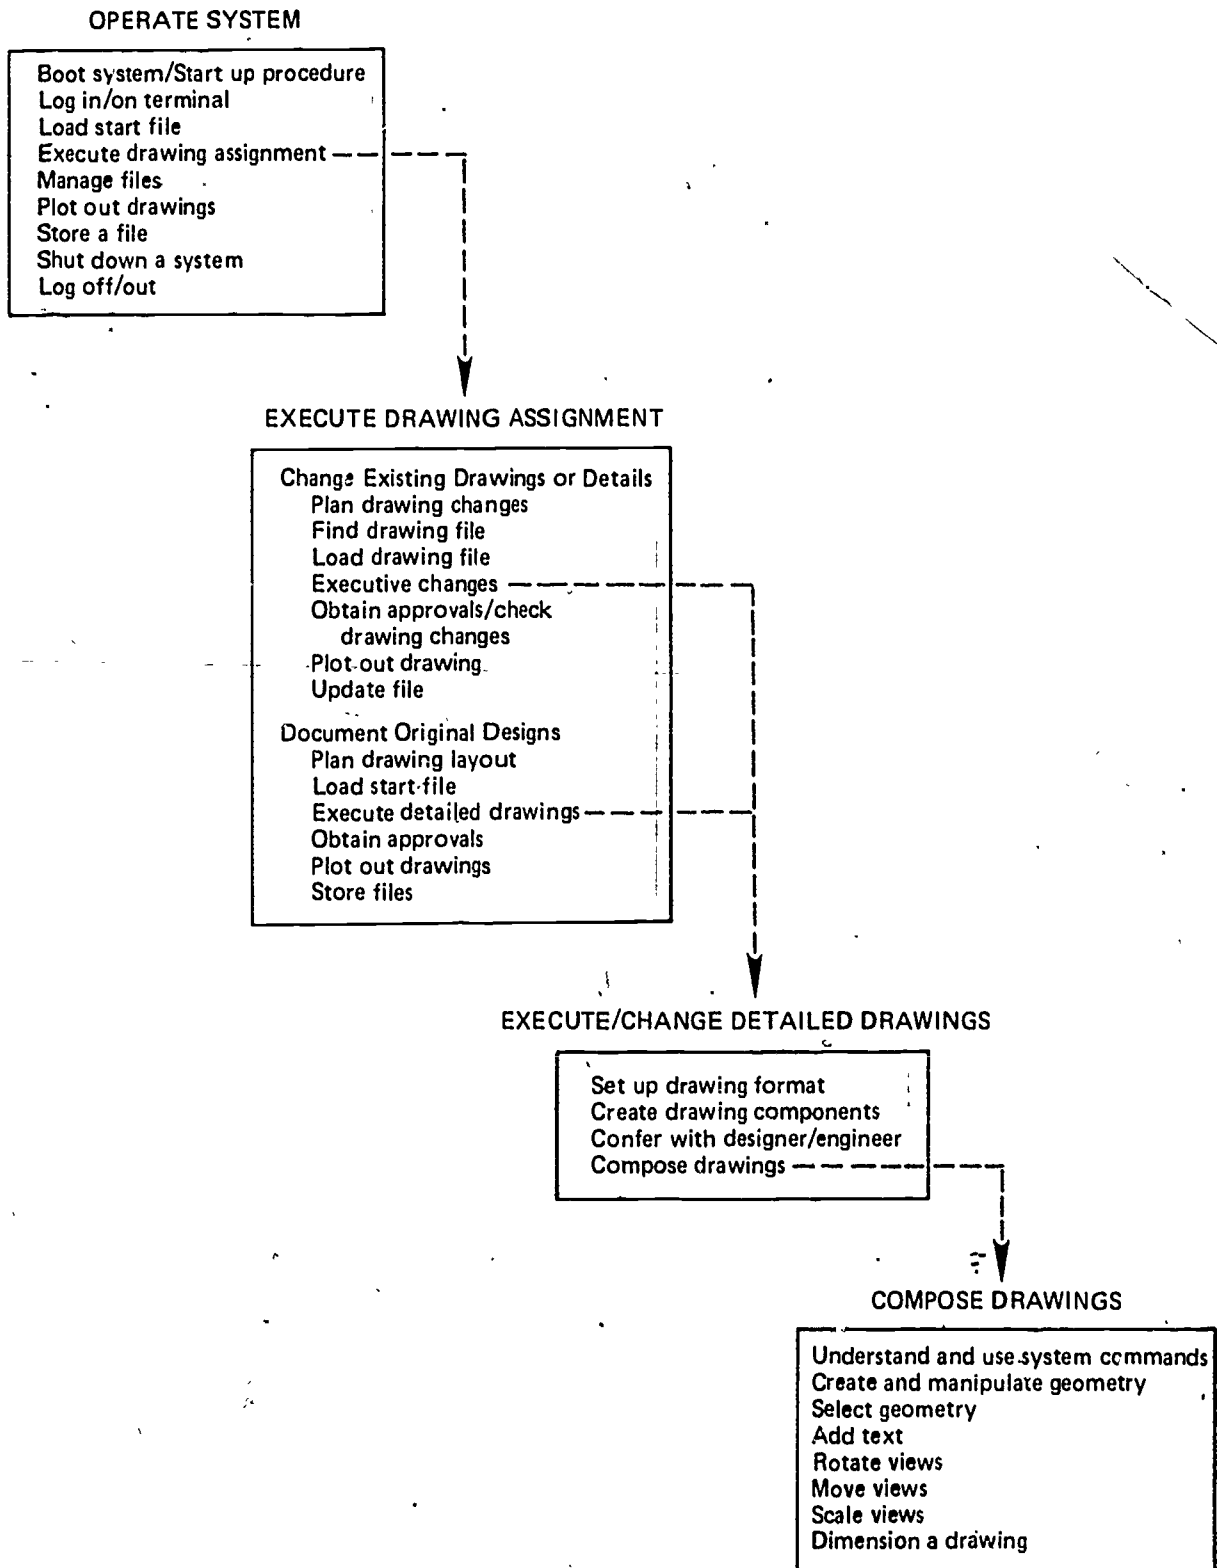 OPERATE SYSTEM
Boot system/Start up procedure
Log in/on terminal
Load start file
Execute drawing assignment
Manage files
Plot out drawings
Store a file
Shut down a system
Log off/out
EXECUTE DRAWING ASSIGNMENT
Change Existing Drawings or Details
Plan drawing changes
Find drawing file
Load drawing file
Executive changes
Obtain approvals/check
drawing changes
Plot out drawing
Update file
Document Original Designs
Plan drawing layout
Load start file
Execute detailed drawings
Obtain approvals
Plot out drawings
Store files
EXECUTE/CHANGE DETAILED DRAWINGS
Set up drawing format
Create drawing components
Confer with designer/engineer
Compose drawings
COMPOSE DRAWINGS
Understand and use system commands
Create and manipulate geometry
Select geometry
Add text
Rotate views
Move views
Scale views
Dimension a drawing